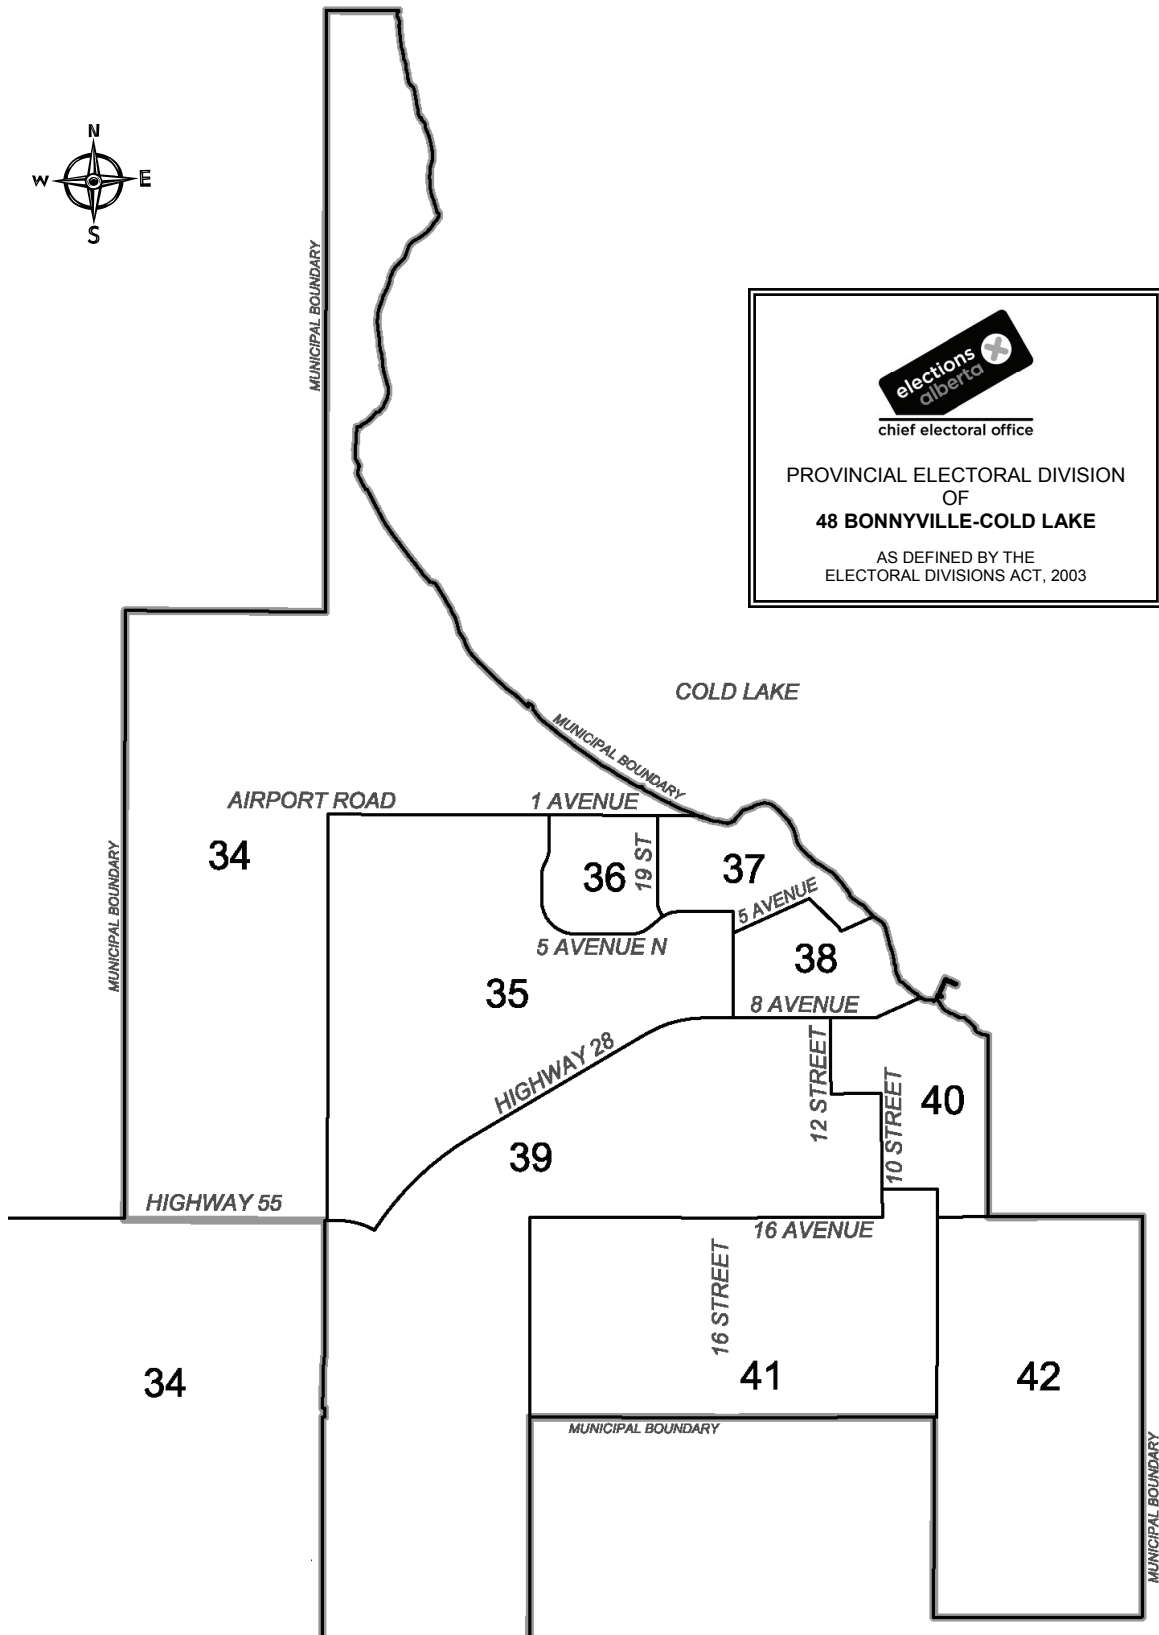 N
W E
S
MUNICIPAL BOUNDARY
elections
alberta
chief electoral office
PROVINCIAL ELECTORAL DIVISION
OF
48 BONNYVILLE-COLD LAKE
AS DEFINED BY THE
ELECTORAL DIVISIONS ACT, 2003
COLD LAKE
MUNICIPAL BOUNDARY
AIRPORT ROAD
1 AVENUE
MUNICIPAL BOUNDARY
34
36
19 ST
37
5 AVENUE
5 AVENUE N
38
35
8 AVENUE
HIGHWAY 28
12 STREET
10 STREET
40
39
HIGHWAY 55
16 AVENUE
16 STREET
34
41
42
MUNICIPAL BOUNDARY
MUNICIPAL BOUNDARY